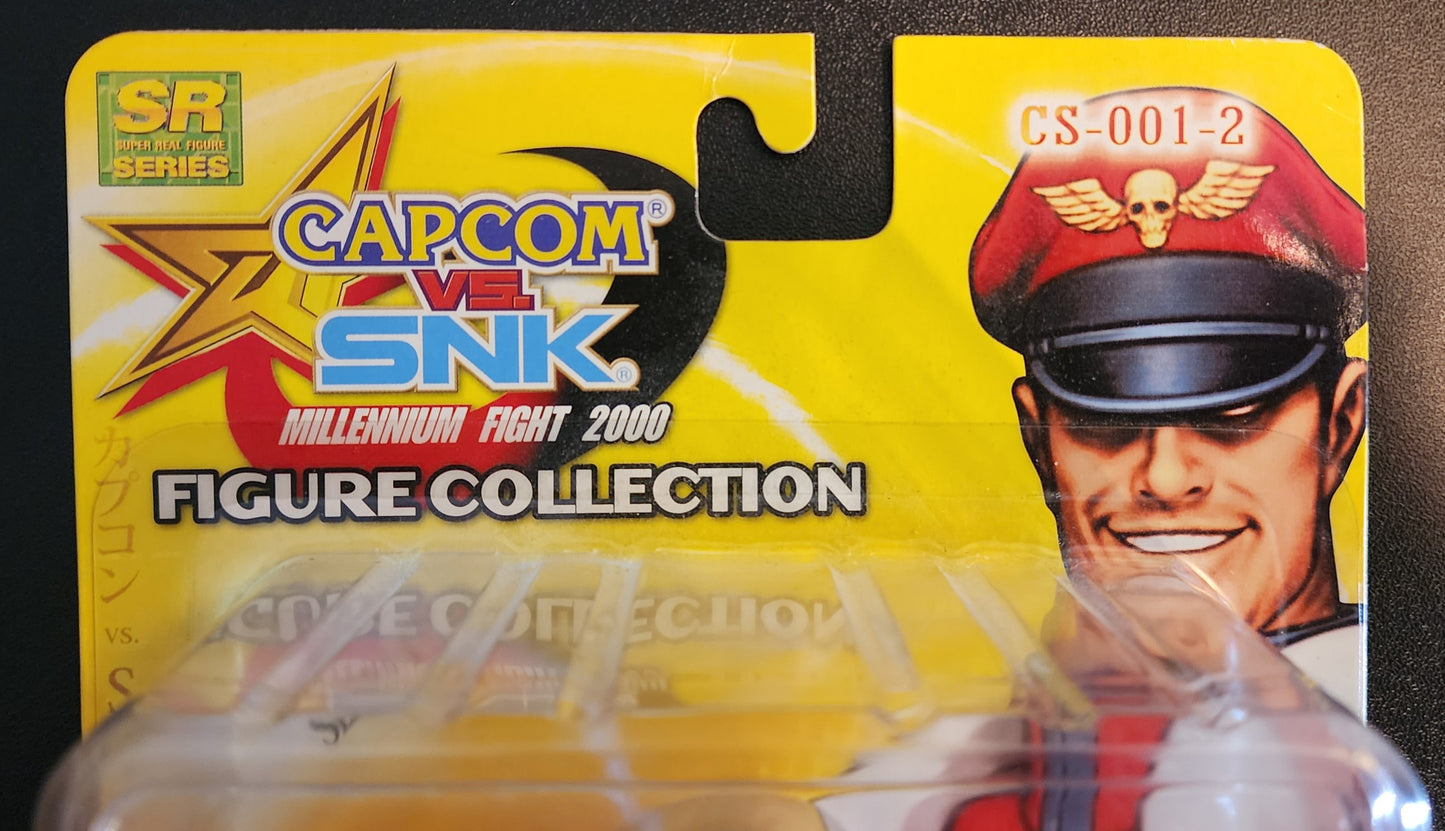 SR
SUPER REAL FIGURE
SERIES
CS-001-2
CAPCOM®
VS.
SNK®
MILLENNIUM FIGHT 2000
FIGURE COLLECTION
カプコン vs. S